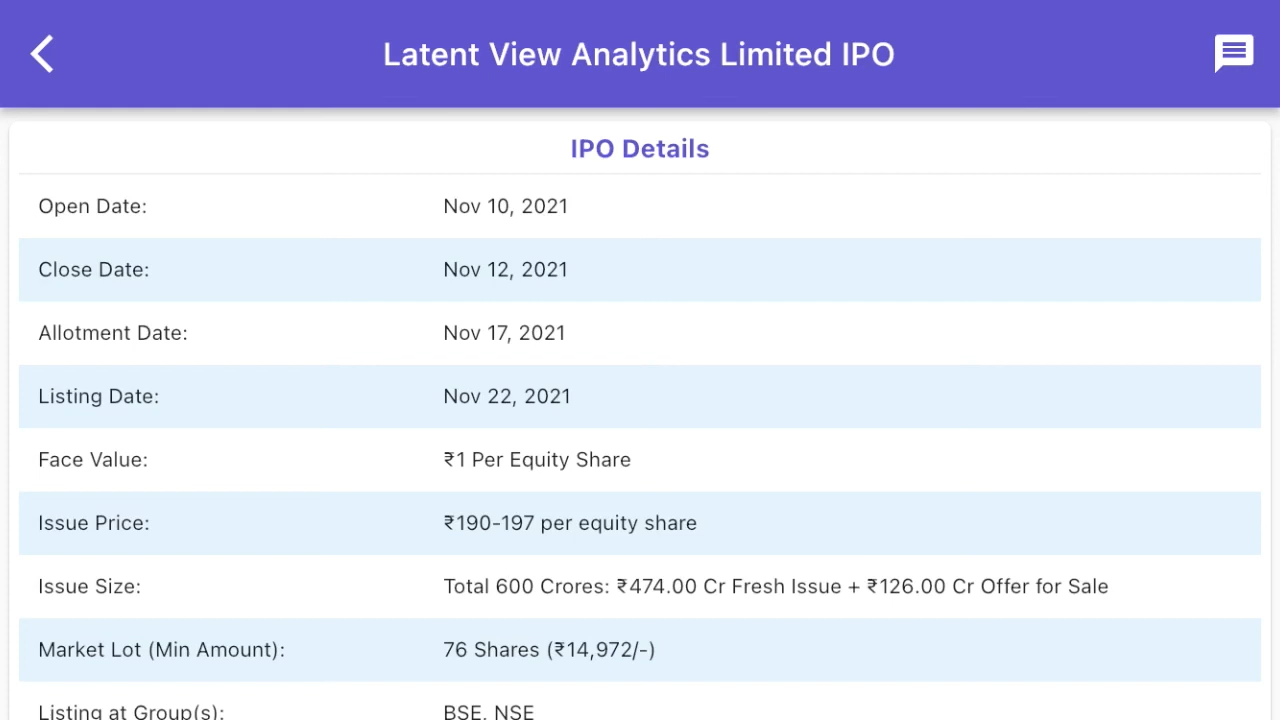 Latent View Analytics Limited IPO
IPO Details
Open Date: Nov 10, 2021
Close Date: Nov 12, 2021
Allotment Date: Nov 17, 2021
Listing Date: Nov 22, 2021
Face Value: ₹1 Per Equity Share
Issue Price: ₹190-197 per equity share
Issue Size: Total 600 Crores: ₹474.00 Cr Fresh Issue + ₹126.00 Cr Offer for Sale
Market Lot (Min Amount): 76 Shares (₹14,972/-)
Listing at Group(s): BSE, NSE